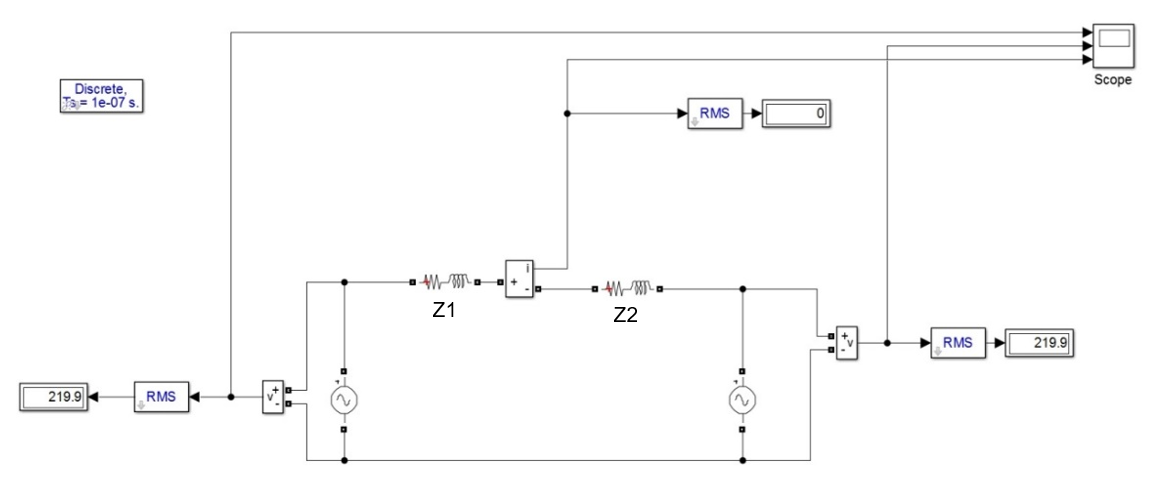 Scope
Discrete,
Ts = 1e-07 s.
RMS
0
i
+
-
Z1
Z2
+
v
-
RMS
219.9
219.9
RMS
v
+
-